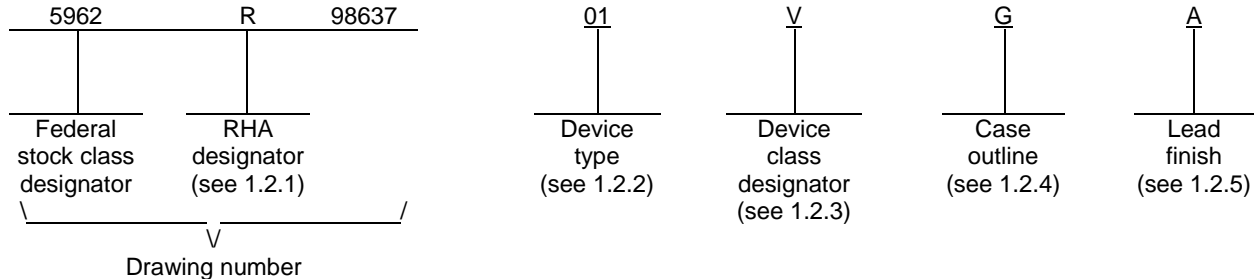 5962 R 98637 01 V G A
Federal RHA Device Device Case Lead
stock class designator type class outline finish
designator (see 1.2.1) (see 1.2.2) designator (see 1.2.4) (see 1.2.5)
(see 1.2.3)
Drawing number